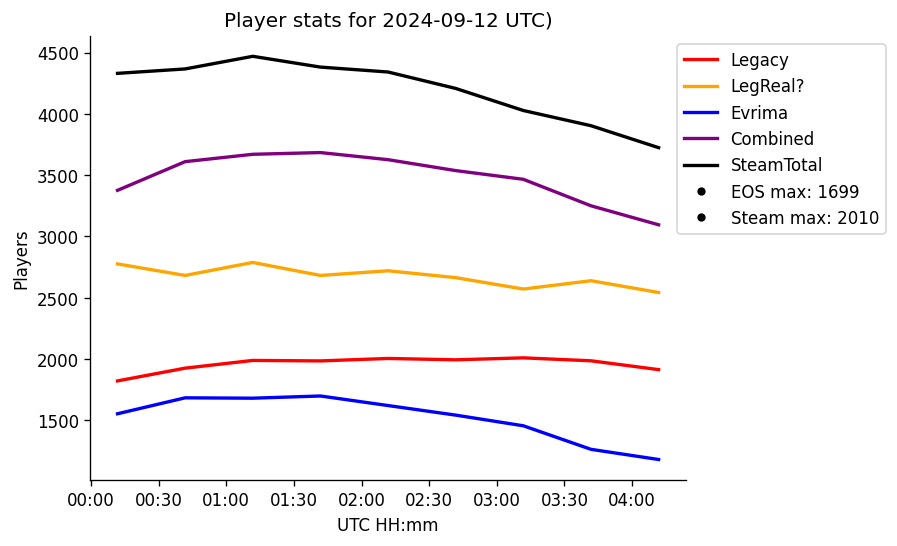 Player stats for 2024-09-12 UTC)
4500
4000
3500
3000
2500
2000
1500
Players
00:00 00:30 01:00 01:30 02:00 02:30 03:00 03:30 04:00
UTC HH:mm
Legacy
LegReal?
Evrima
Combined
SteamTotal
EOS max: 1699
Steam max: 2010